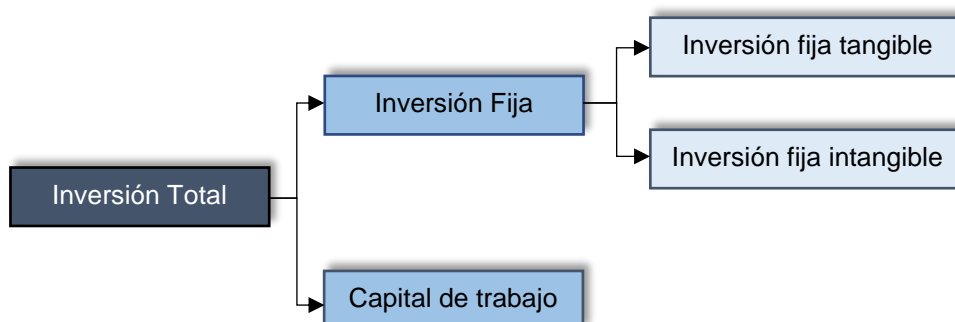 Inversión Total
Inversión Fija
Inversión fija tangible
Inversión fija intangible
Capital de trabajo